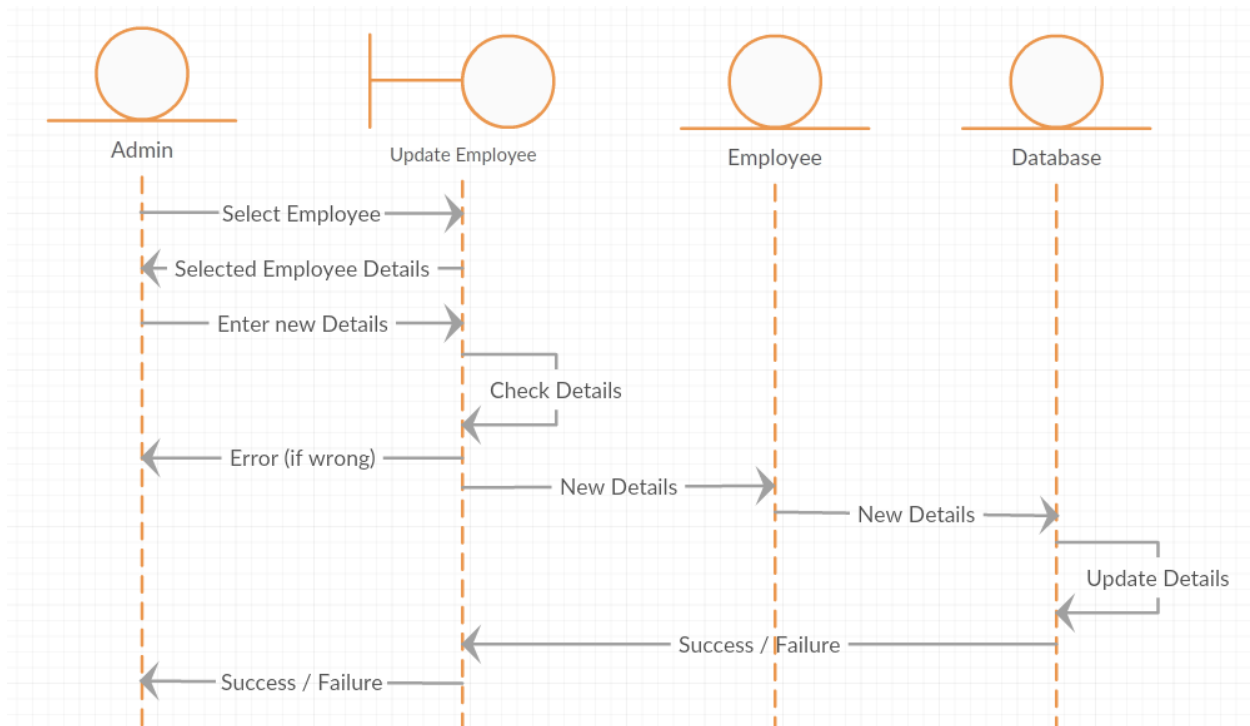 Admin
Update Employee
Employee
Database
Select Employee
Selected Employee Details
Enter new Details
Check Details
Error (if wrong)
New Details
New Details
Update Details
Success / Failure
Success / Failure